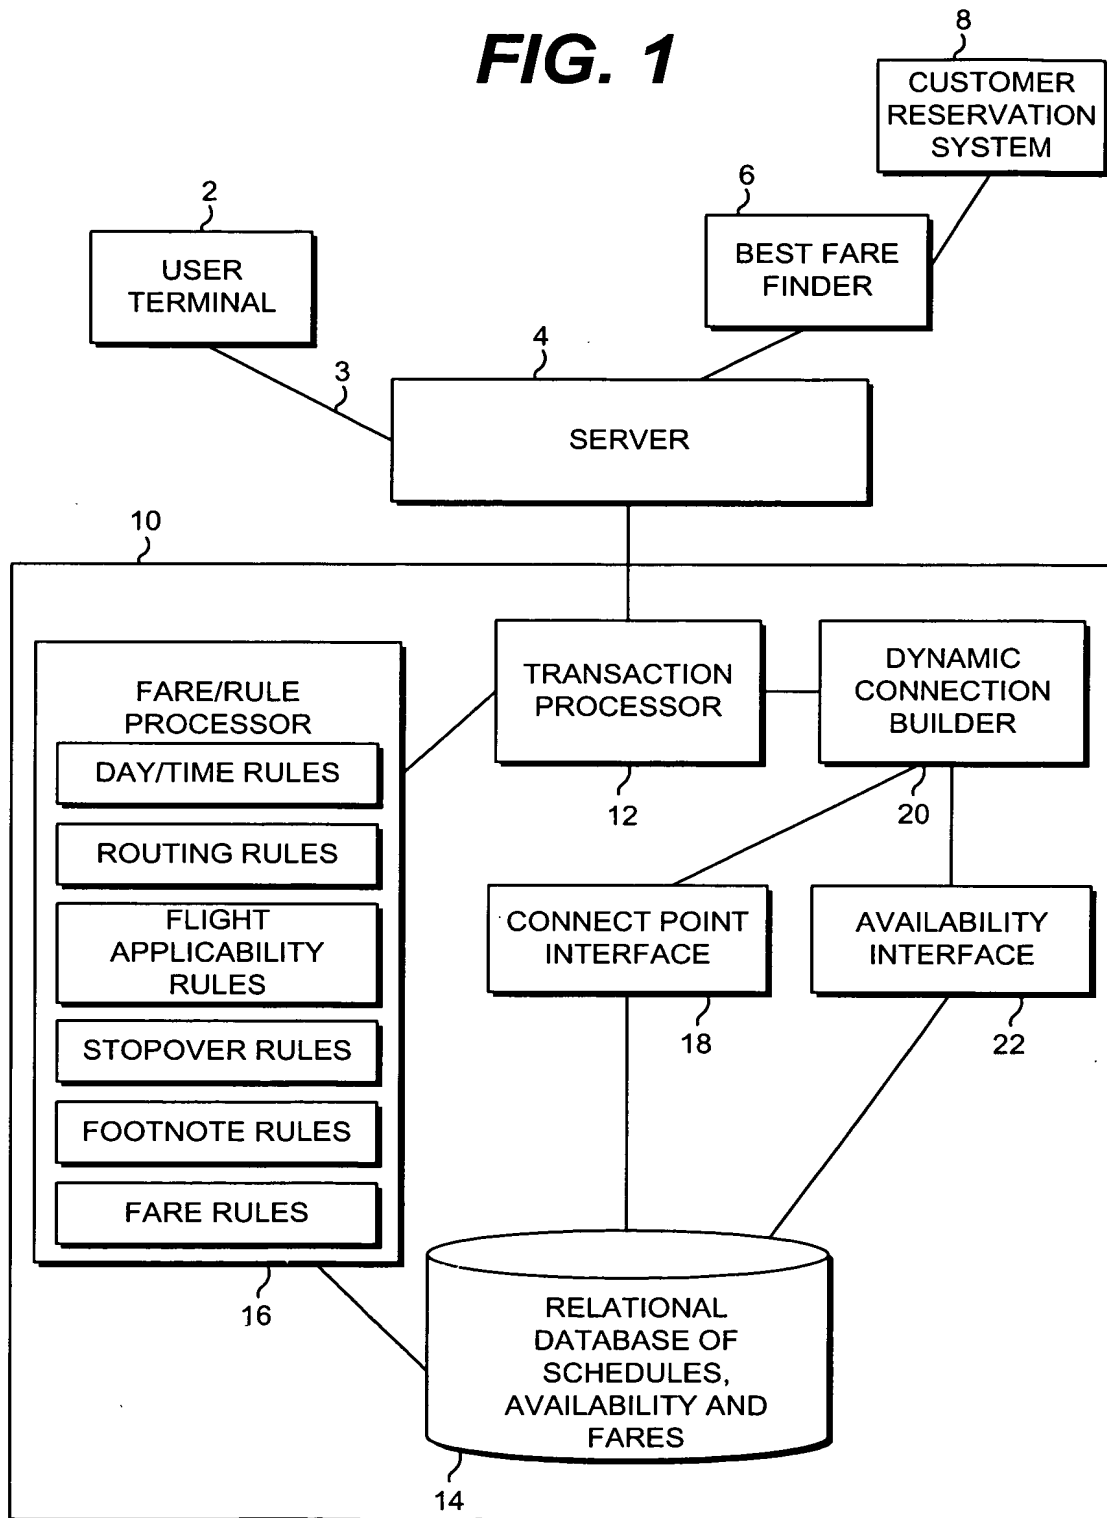 FIG. 1
8
CUSTOMER
RESERVATION
SYSTEM
6
BEST FARE
FINDER
2
USER
TERMINAL
3
4
SERVER
10
FARE/RULE
PROCESSOR
DAY/TIME RULES
ROUTING RULES
FLIGHT
APPLICABILITY
RULES
STOPOVER RULES
FOOTNOTE RULES
FARE RULES
16
TRANSACTION
PROCESSOR
12
DYNAMIC
CONNECTION
BUILDER
20
CONNECT POINT
INTERFACE
18
AVAILABILITY
INTERFACE
22
RELATIONAL
DATABASE OF
SCHEDULES,
AVAILABILITY AND
FARES
14